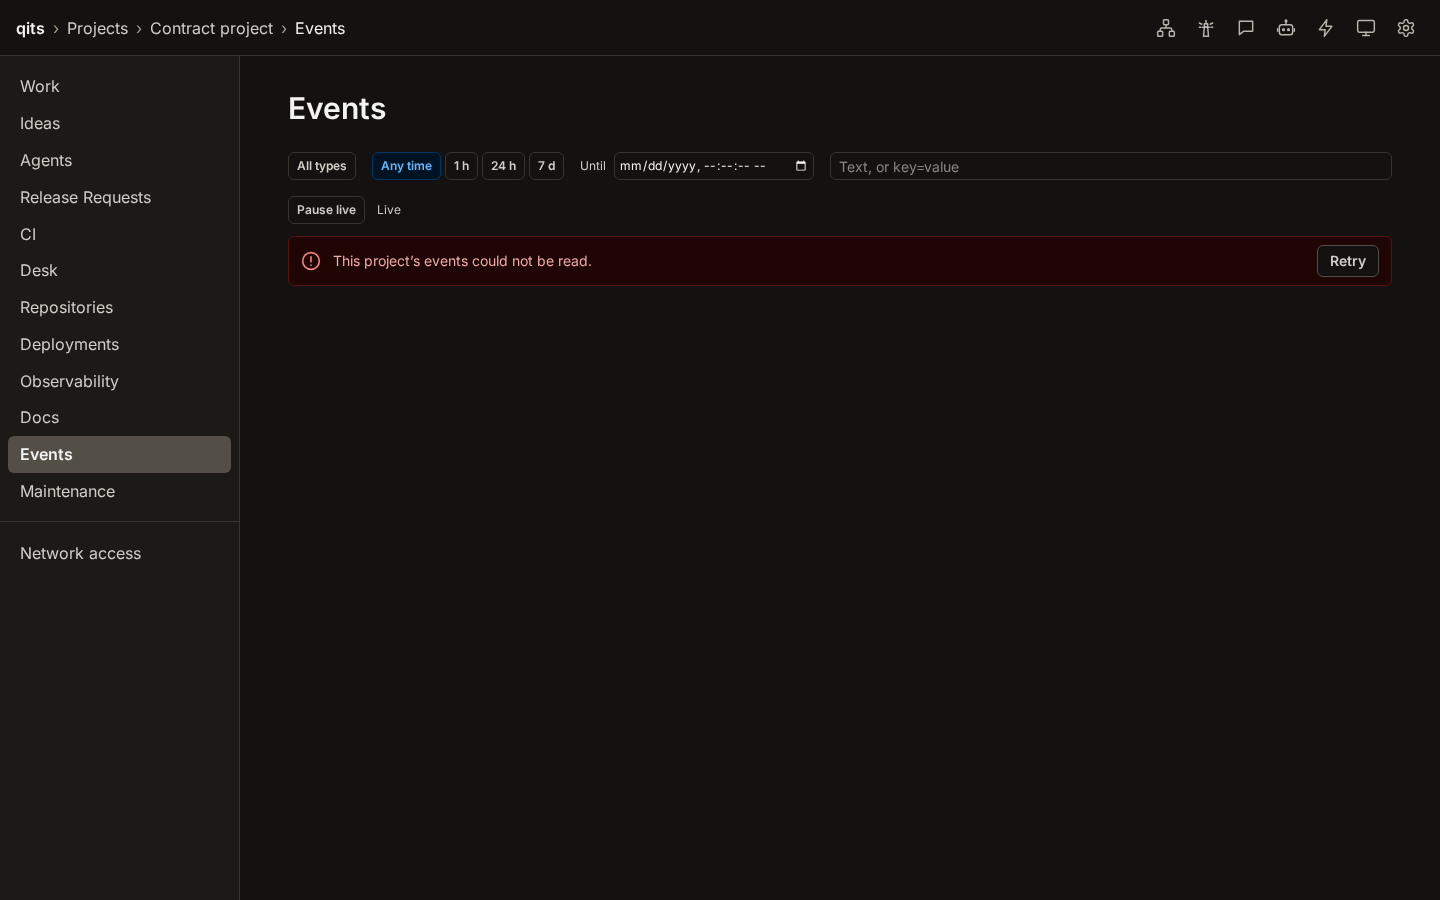 qits › Projects › Contract project › Events
Work
Ideas
Agents
Release Requests
CI
Desk
Repositories
Deployments
Observability
Docs
Events
Maintenance
Network access
Events
All types Any time 1 h 24 h 7 d Until mm/dd/yyyy, --:--:-- -- Text, or key=value
Pause live Live
This project’s events could not be read. Retry